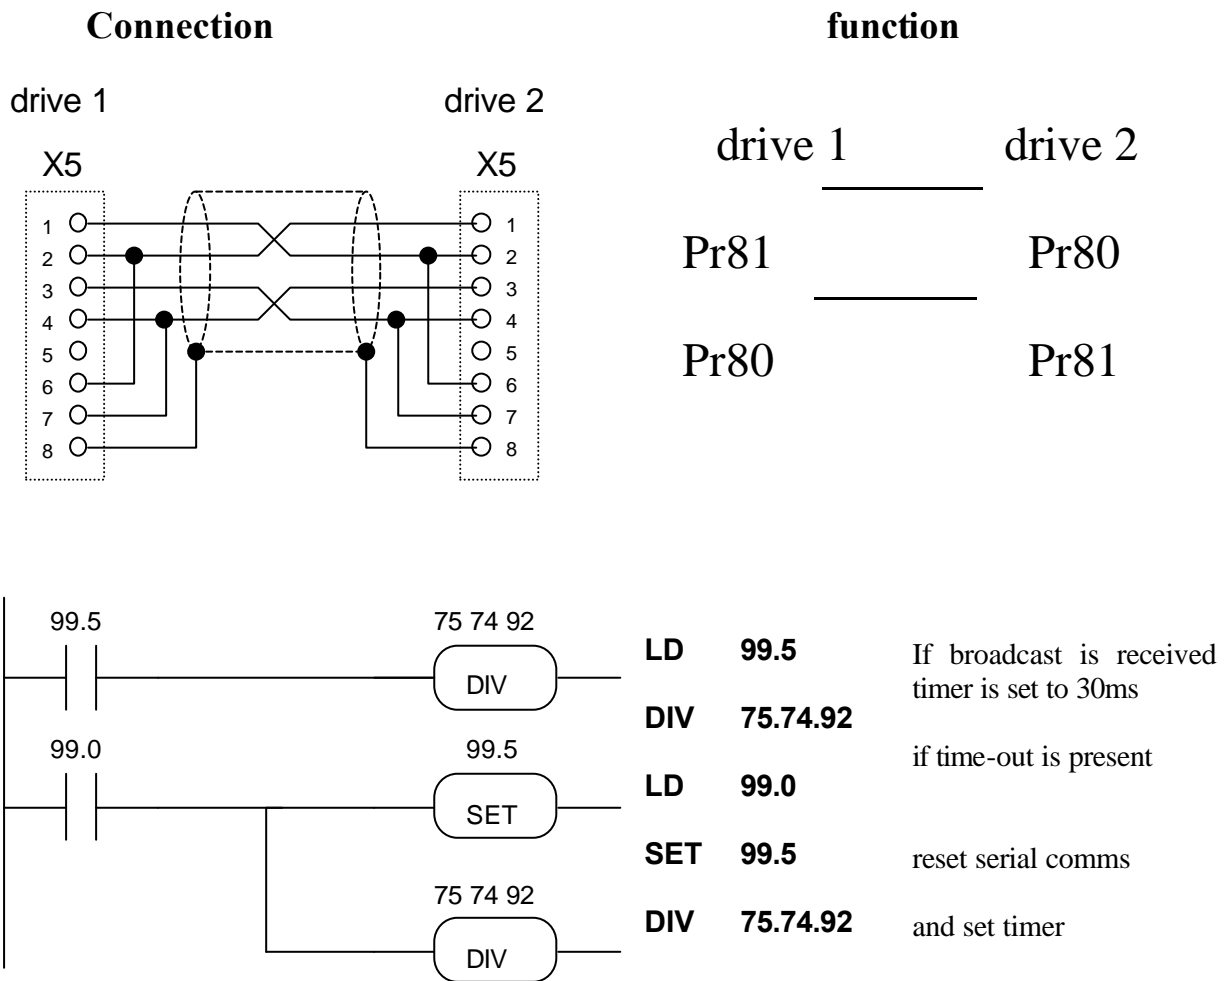 Connection function
drive 1 drive 2
X5 X5
drive 1 drive 2
1 1
2 2
Pr81 Pr80
3 3
4 4
5 5
Pr80 Pr81
6 6
7 7
8 8
99.5 75 74 92
DIV
LD 99.5 If broadcast is received
timer is set to 30ms
DIV 75.74.92
99.0 99.5
SET
if time-out is present
LD 99.0
SET 99.5 reset serial comms
75 74 92
DIV
DIV 75.74.92 and set timer